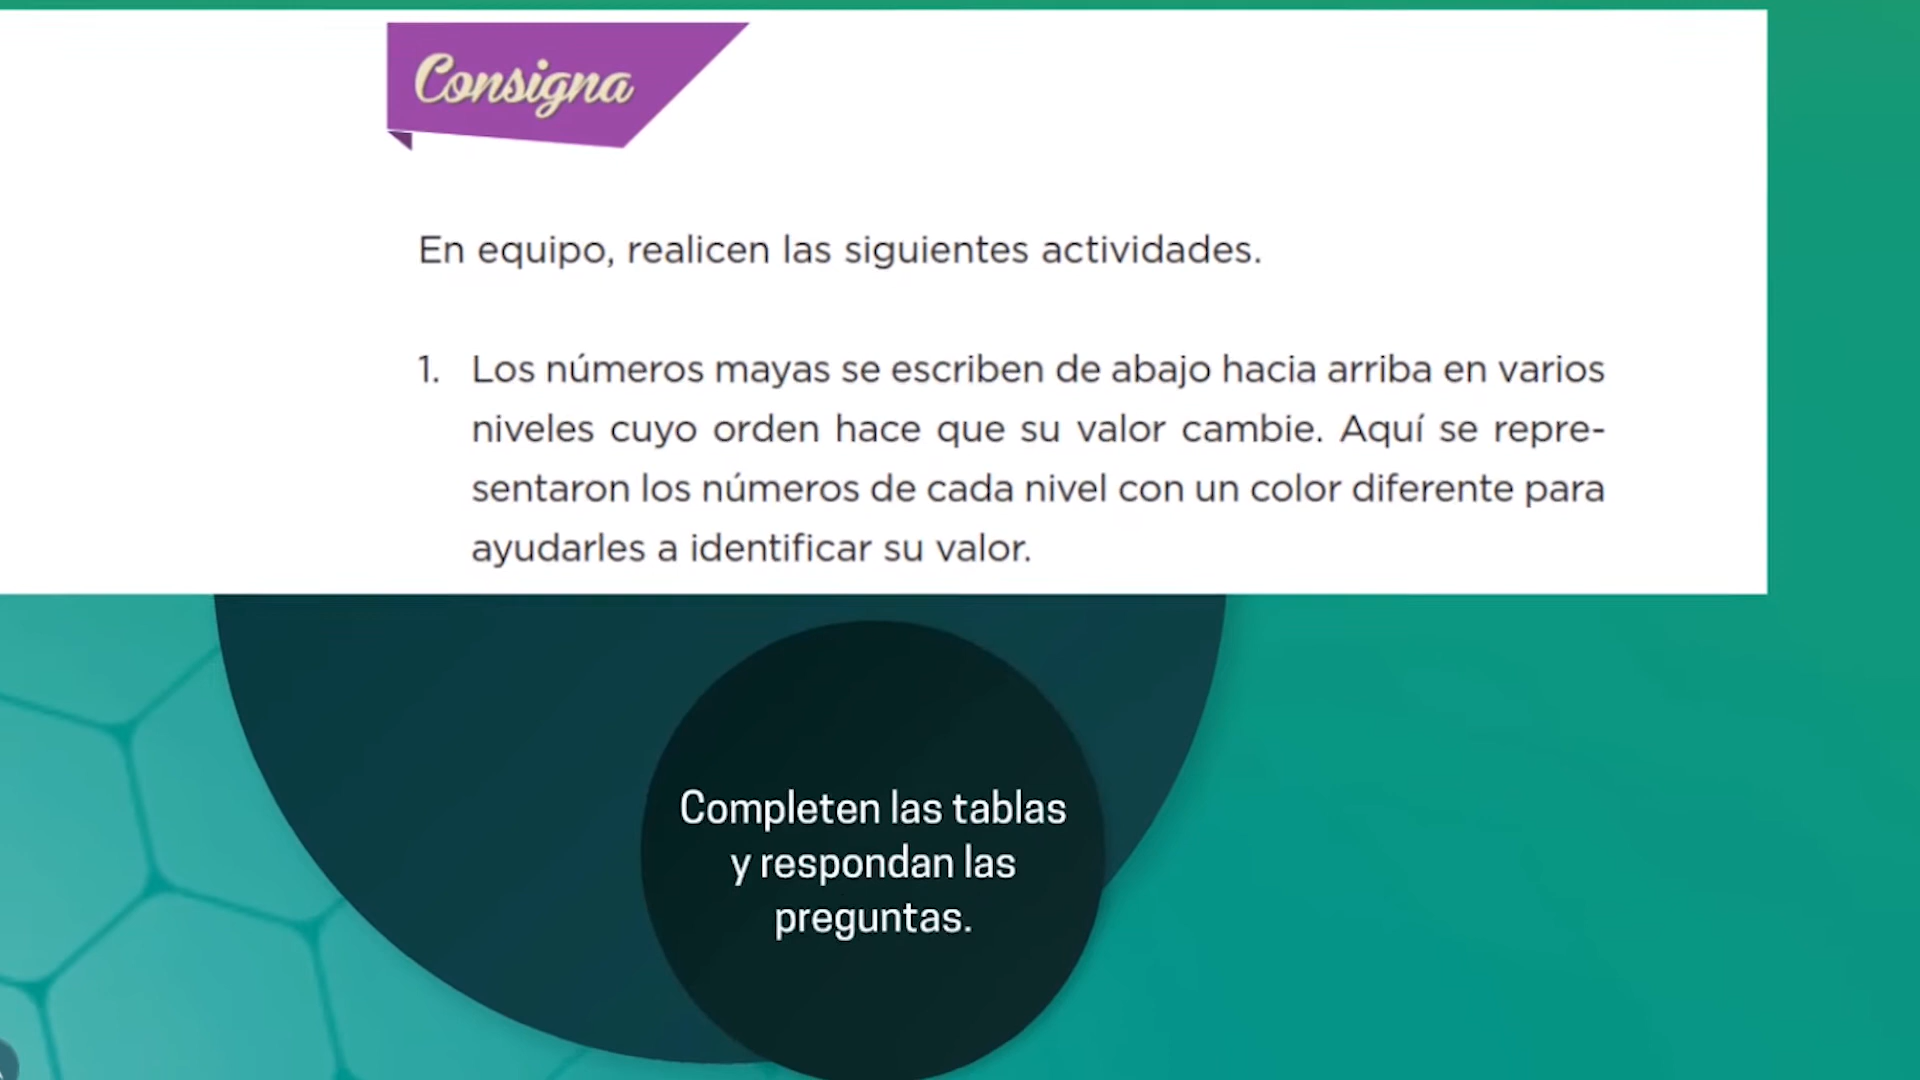 Consigna
En equipo, realicen las siguientes actividades.
1. Los números mayas se escriben de abajo hacia arriba en varios
niveles cuyo orden hace que su valor cambie. Aquí se repre-
sentaron los números de cada nivel con un color diferente para
ayudarles a identificar su valor.
Completen las tablas
y respondan las
preguntas.